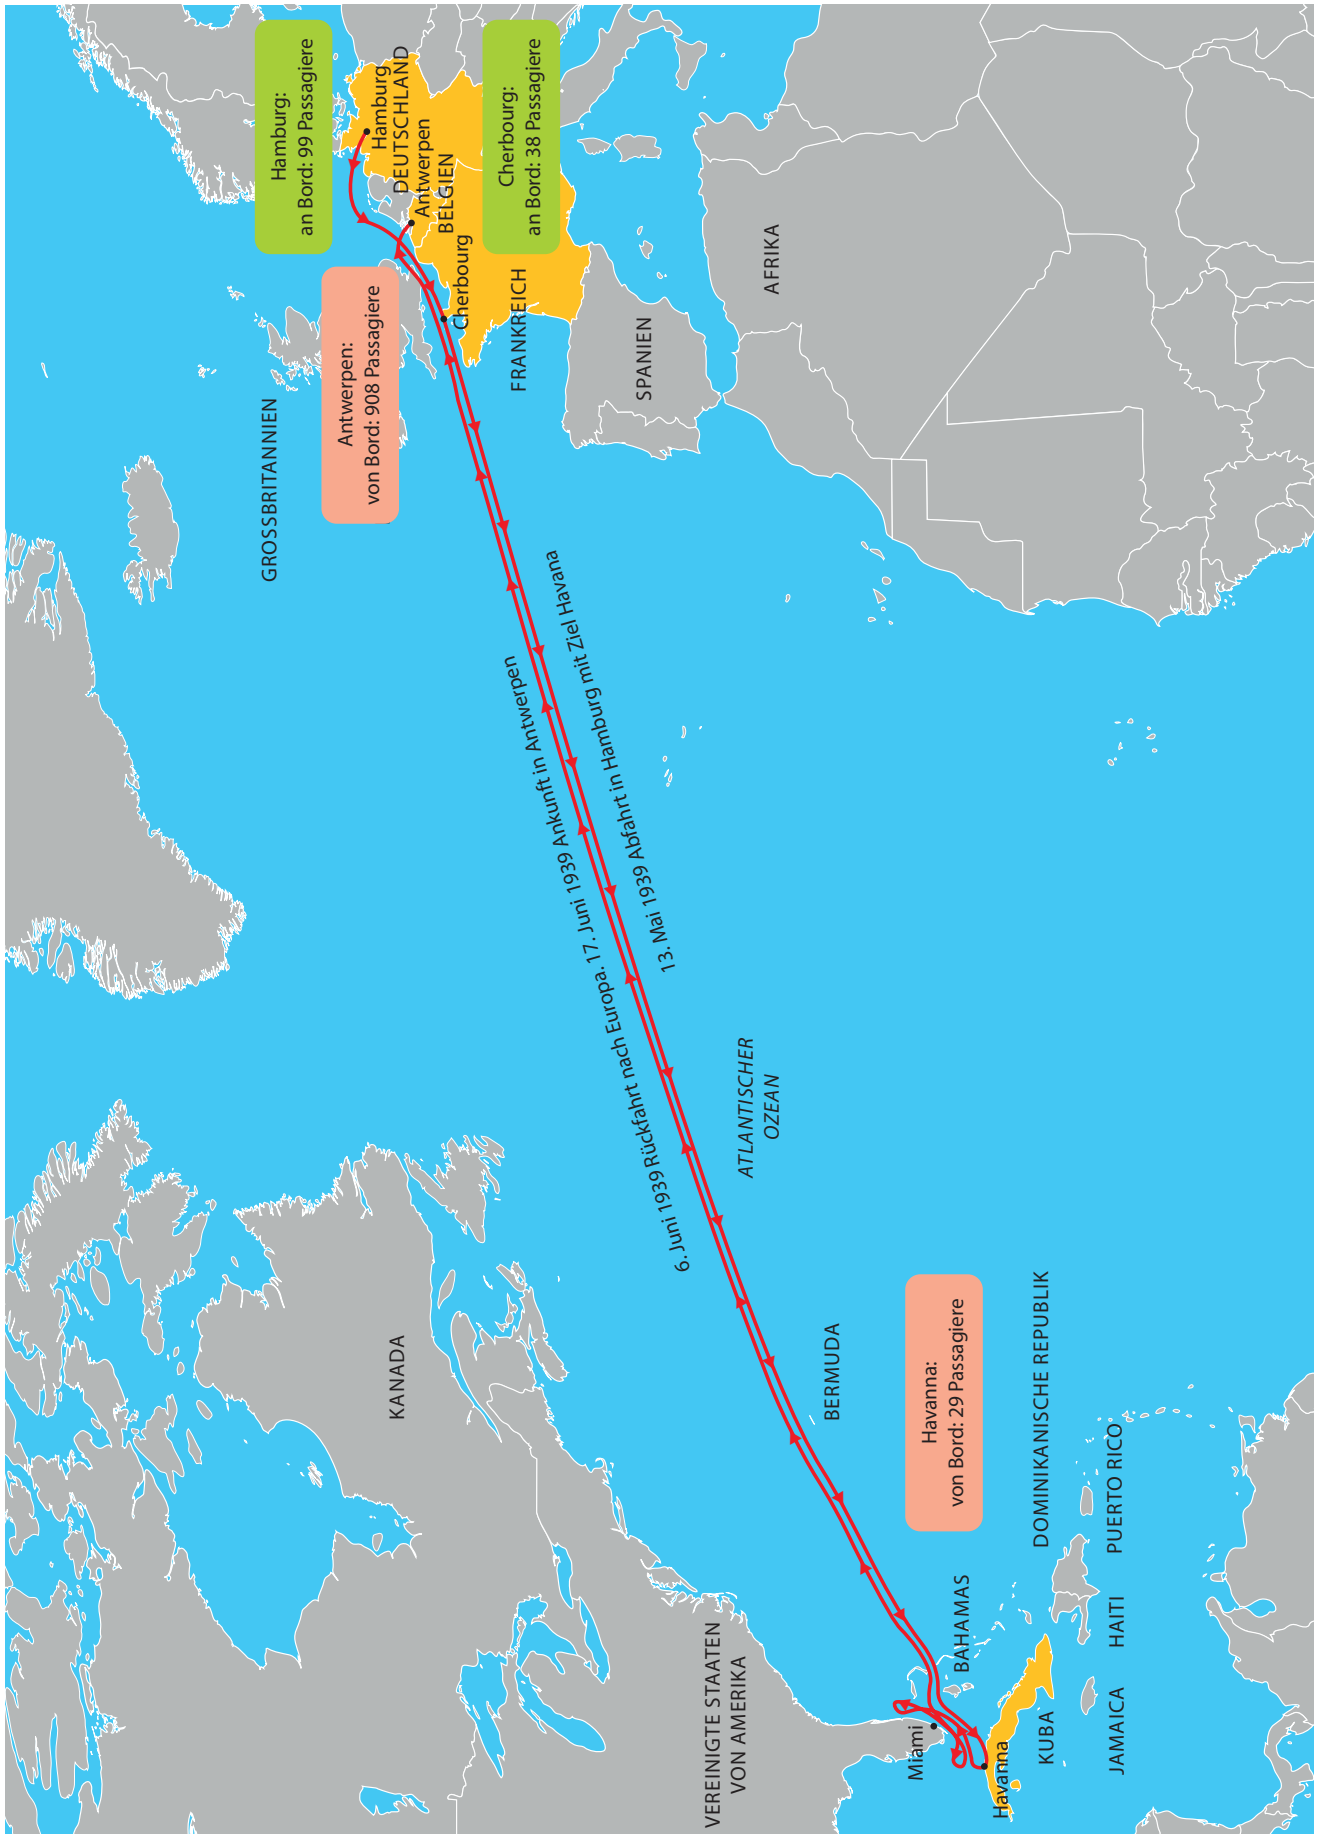 Hamburg:
an Bord: 99 Passagiere
Cherbourg:
an Bord: 38 Passagiere
Antwerpen:
von Bord: 908 Passagiere
Havanna:
von Bord: 29 Passagiere
Hamburg
DEUTSCHLAND
Antwerpen
BELGIEN
Cherbourg
FRANKREICH
SPANIEN
AFRIKA
GROSSBRITANNIEN
6. Juni 1939 Rückfahrt nach Europa. 17. Juni 1939 Ankunft in Antwerpen
13. Mai 1939 Abfahrt in Hamburg mit Ziel Havana
ATLANTISCHER
OZEAN
KANADA
BERMUDA
VEREINIGTE STAATEN
VON AMERIKA
Miami
BAHAMAS
Havanna
KUBA
DOMINIKANISCHE REPUBLIK
JAMAICA
HAITI
PUERTO RICO